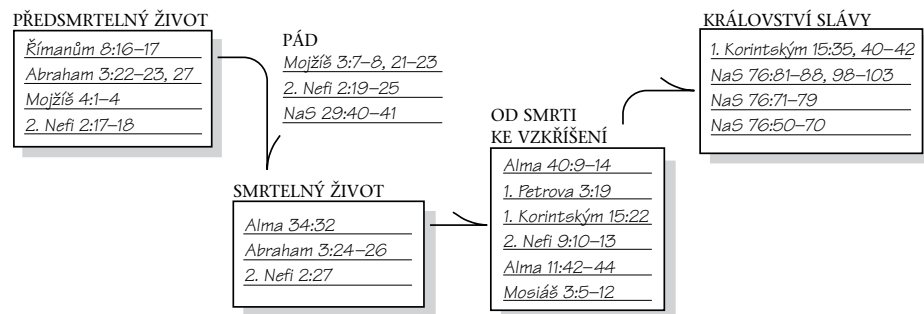 PŘEDSMRTELNÝ ŽIVOT
Římanům 8:16–17
Abraham 3:22–23, 27
Mojžíš 4:1–4
2. Nefi 2:17–18
PÁD
Mojžíš 3:7–8, 21–23
2. Nefi 2:19–25
NaS 29:40–41
SMRTELNÝ ŽIVOT
Alma 34:32
Abraham 3:24–26
2. Nefi 2:27
OD SMRTI
KE VZKŘÍŠENÍ
Alma 40:9–14
1. Petrova 3:19
1. Korintským 15:22
2. Nefi 9:10–13
Alma 11:42–44
Mosiáš 3:5–12
KRÁLOVSTVÍ SLÁVY
1. Korintským 15:35, 40–42
NaS 76:81–88, 98–103
NaS 76:71–79
NaS 76:50–70